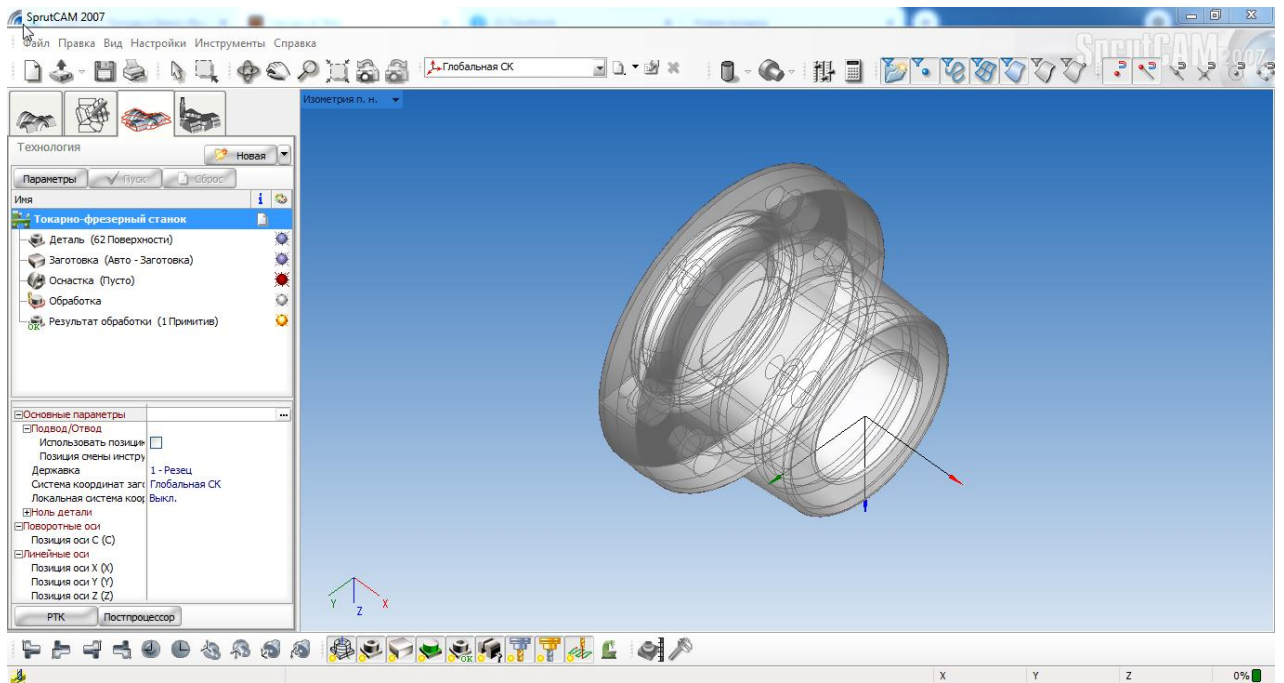 SprutCAM 2007
Файл Правка Вид Настройки Инструменты Справка
SprutCAM 2007
Глобальная СК
Изометрия п. н.
Технология
Новая
Параметры Пуск Сброс
Имя
Токарно-фрезерный станок
Деталь (62 Поверхности)
Заготовка (Авто - Заготовка)
Оснастка (Пусто)
Обработка
Результат обработки (1 Примитив)
OK
Основные параметры
Подвод/Отвод
Использовать позици
Позиция смены инстру
Державка 1 - Резец
Система координат заг Глобальная СК
Локальная система коор Выкл.
Ноль детали
Поворотные оси
Позиция оси C (C)
Линейные оси
Позиция оси X (X)
Позиция оси Y (Y)
Позиция оси Z (Z)
РТК Постпроцессор
Y Z X
OK
X Y Z 0%